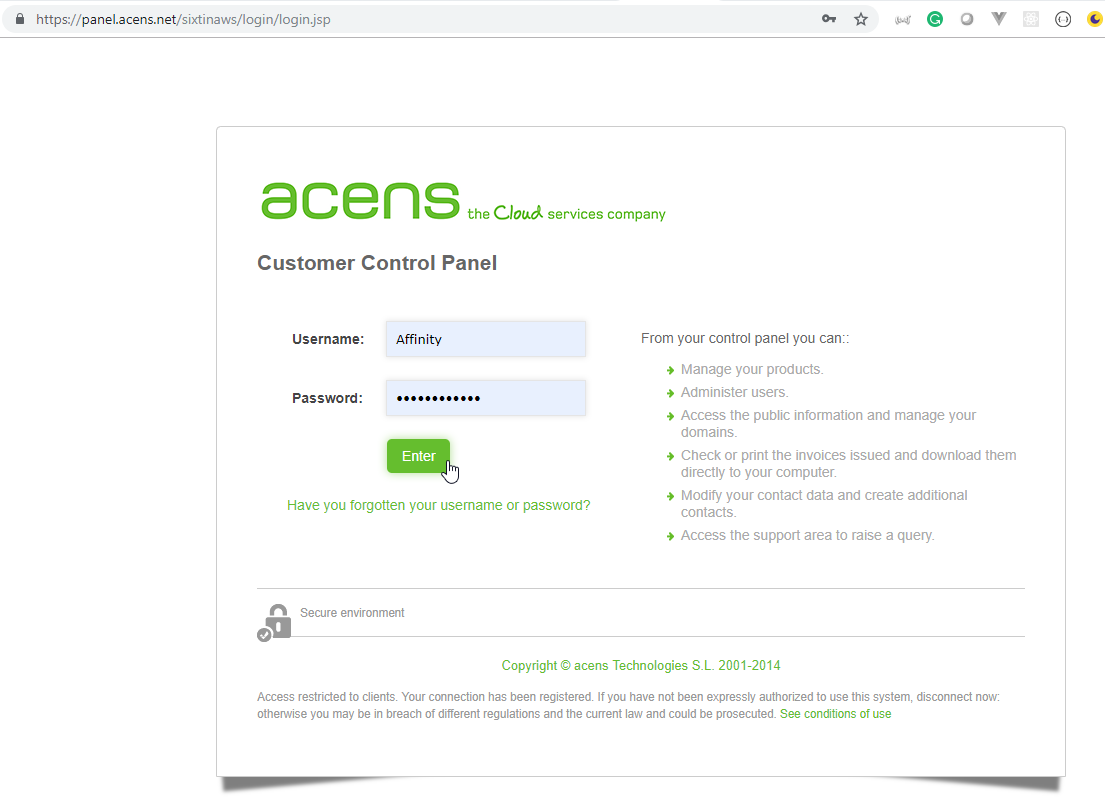 https://panel.acens.net/sixtinaws/login/login.jsp
acens the Cloud services company
Customer Control Panel
Username: Affinity
Password: ••••••••••••
Enter
Have you forgotten your username or password?
From your control panel you can::
Manage your products.
Administer users.
Access the public information and manage your
domains.
Check or print the invoices issued and download them
directly to your computer.
Modify your contact data and create additional
contacts.
Access the support area to raise a query.
Secure environment
Copyright © acens Technologies S.L. 2001-2014
Access restricted to clients. Your connection has been registered. If you have not been expressly authorized to use this system, disconnect now:
otherwise you may be in breach of different regulations and the current law and could be prosecuted. See conditions of use